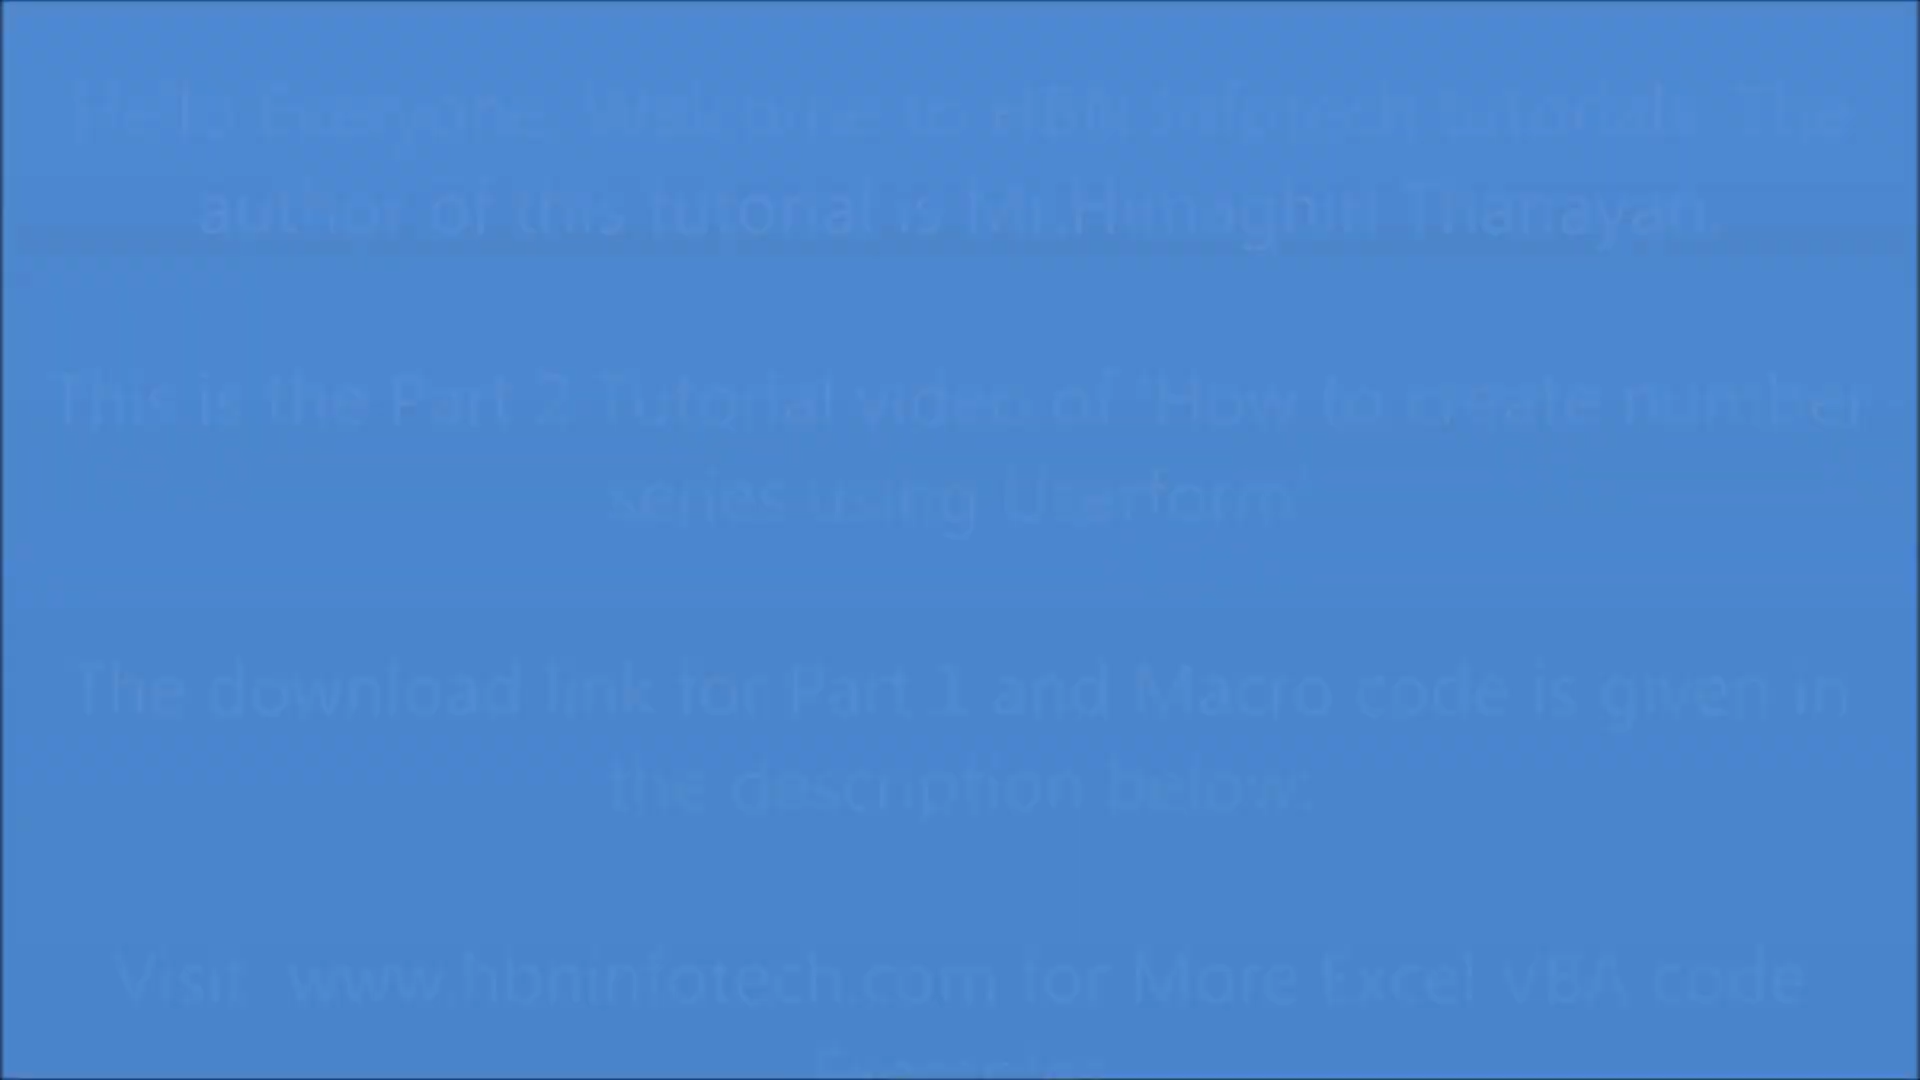 Hello Everyone, Welcome to HBN Infotech tutorials. The
author of this tutorial is Mr.Himaghiri Thanayan.
This is the Part 2 Tutorial video of 'How to create number
series using Userform'
The download link for Part 1 and Macro code is given in
the description below.
Visit www.hbninfotech.com for More Excel VBA code